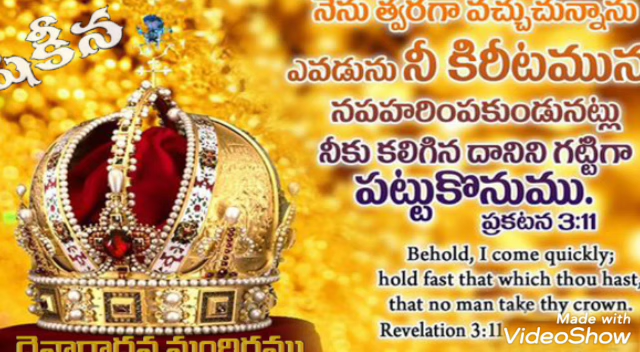 నేను త్వరగా వచ్చుచున్నాను
ఎవడును నీ కిరీటమున
నపహరింపకుండునట్లు
నీకు కలిగిన దానిని గట్టిగా
పట్టుకొనుము.
ప్రకటన 3:11
Behold, I come quickly;
hold fast that which thou hast,
that no man take thy crown.
Revelation 3:11
Made with
VideoShow
మందిరము